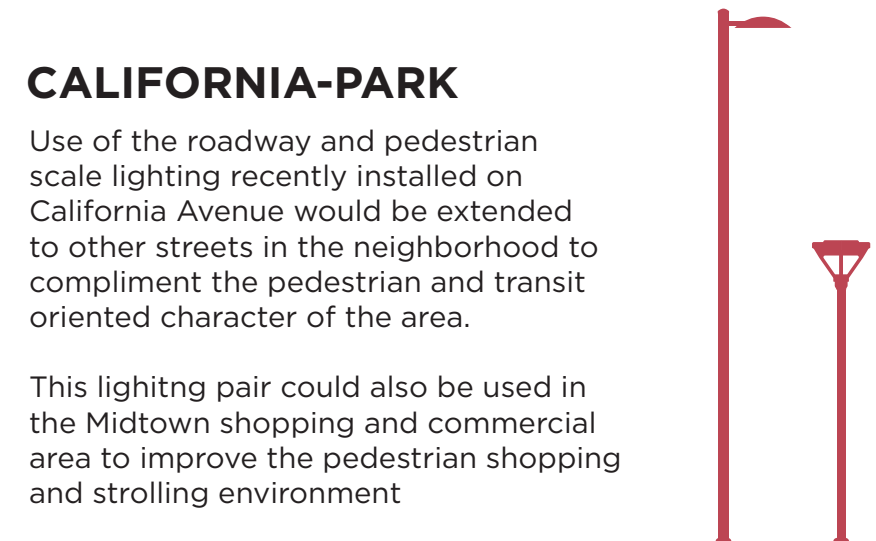 CALIFORNIA-PARK
Use of the roadway and pedestrian
scale lighting recently installed on
California Avenue would be extended
to other streets in the neighborhood to
compliment the pedestrian and transit
oriented character of the area.
This lighitng pair could also be used in
the Midtown shopping and commercial
area to improve the pedestrian shopping
and strolling environment